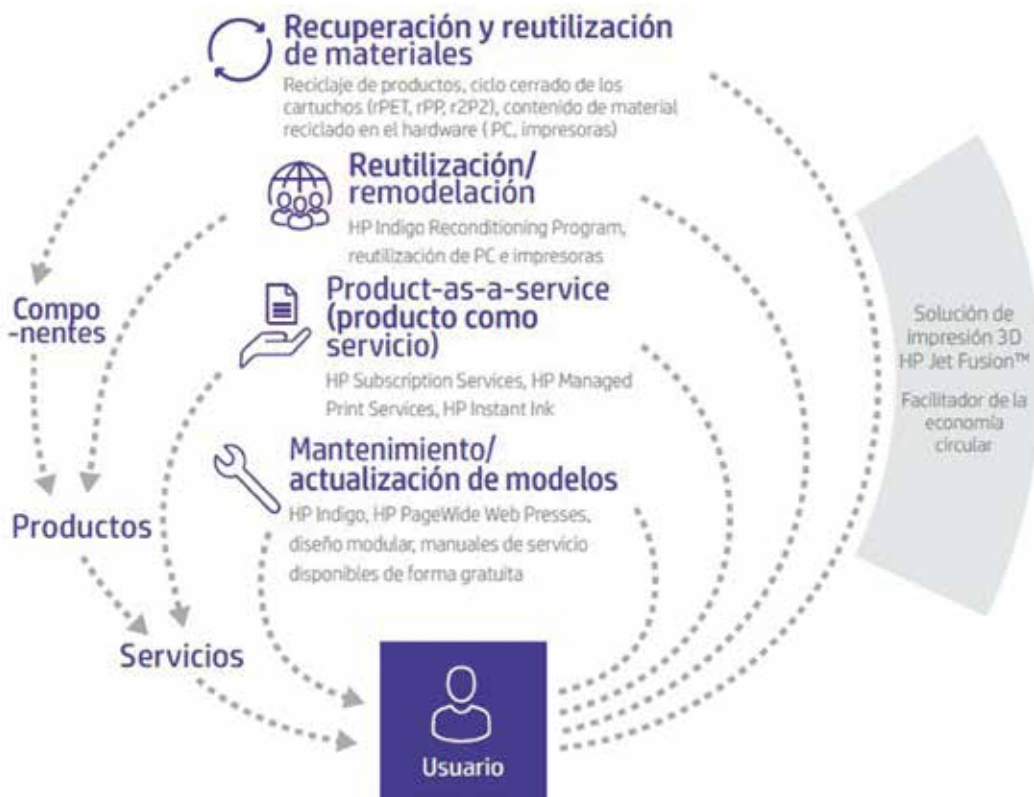 Recuperación y reutilización
de materiales
Reciclaje de productos, ciclo cerrado de los
cartuchos (rPET, rPP, r2P2), contenido de material
reciclado en el hardware ( PC, impresoras)
Reutilización/
remodelación
HP Indigo Reconditioning Program,
reutilización de PC e impresoras
Product-as-a-service
(producto como
servicio)
HP Subscription Services, HP Managed
Print Services, HP Instant Ink
Mantenimiento/
actualización de modelos
HP Indigo, HP PageWide Web Presses,
diseño modular, manuales de servicio
disponibles de forma gratuita
Compo
-nentes
Productos
Servicios
Usuario
Solución de
impresión 3D
HP Jet Fusion™
Facilitador de la
economía
circular